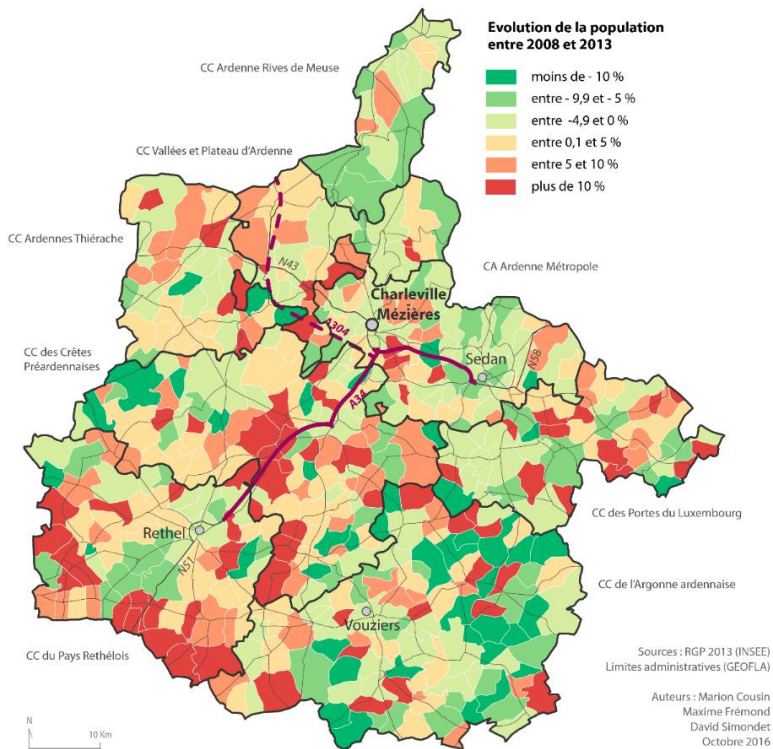 Evolution de la population
entre 2008 et 2013
moins de - 10 %
entre - 9,9 et - 5 %
entre -4,9 et 0 %
entre 0,1 et 5 %
entre 5 et 10 %
plus de 10 %
CC Ardenne Rives de Meuse
CC Vallées et Plateau d'Ardenne
CC Ardennes Thiérache
N43
CA Ardenne Métropole
Charleville
Mézières
A304
Sedan
N58
CC des Crêtes
Préardennaises
A34
CC des Portes du Luxembourg
Rethel
N51
CC de l'Argonne ardennaise
Vouziers
CC du Pays Rethélois
Sources : RGP 2013 (INSEE)
Limites administratives (GEOFLA)
Auteurs : Marion Cousin
Maxime Frémond
David Simondet
Octobre 2016
N
10 Km